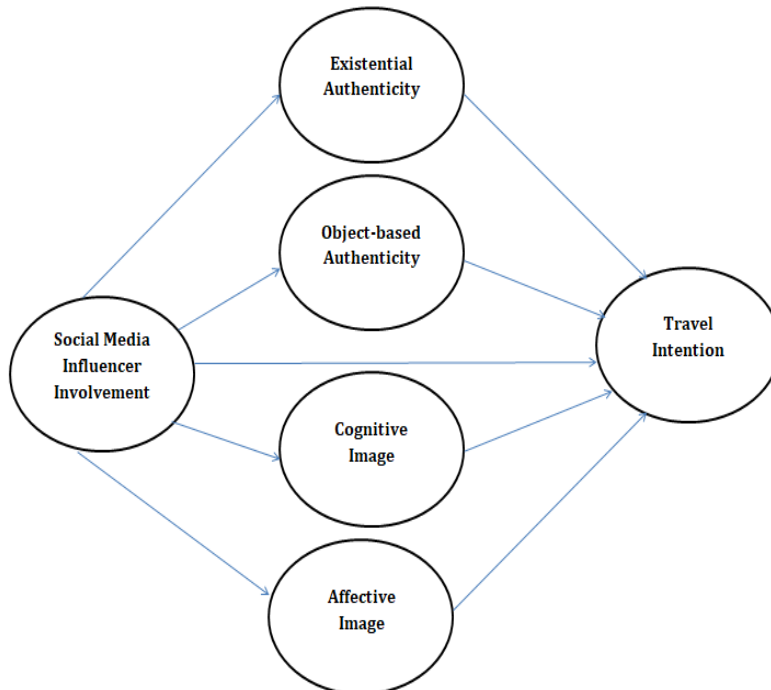 Existential
Authenticity
Object-based
Authenticity
Social Media
Influencer
Involvement
Travel
Intention
Cognitive
Image
Affective
Image